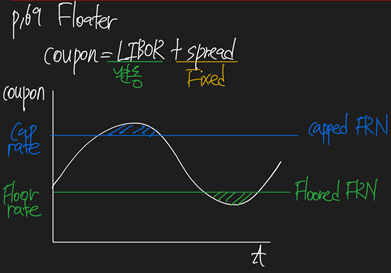 p.69 Floater
coupon = LIBOR + spread
변동 Fixed
coupon
Cap rate
capped FRN
Floor rate
Floored FRN
t